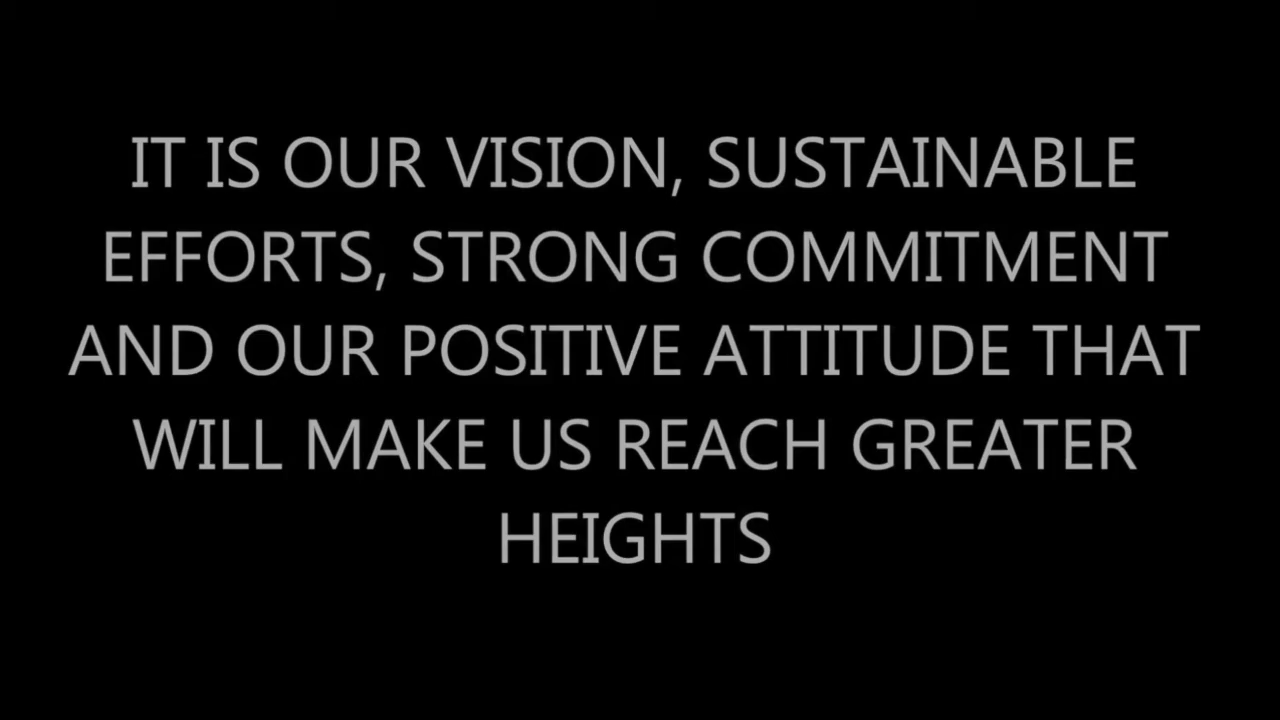 IT IS OUR VISION, SUSTAINABLE
EFFORTS, STRONG COMMITMENT
AND OUR POSITIVE ATTITUDE THAT
WILL MAKE US REACH GREATER
HEIGHTS